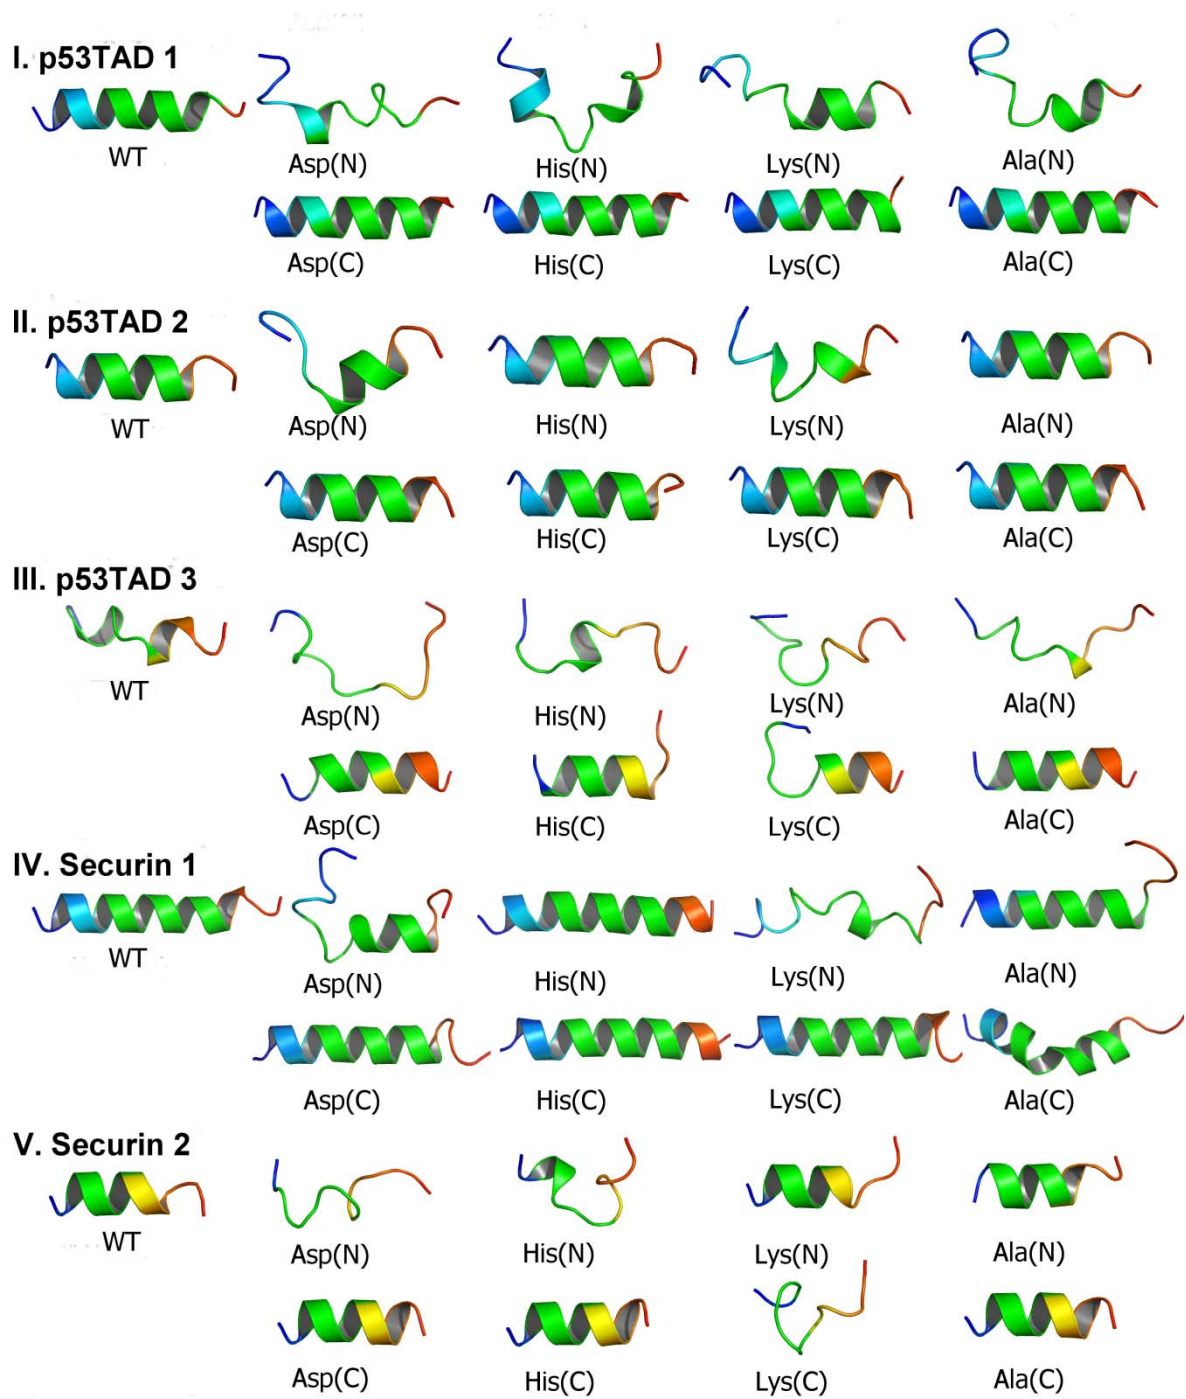 I. p53TAD 1
WT
Asp(N) His(N) Lys(N) Ala(N)
Asp(C) His(C) Lys(C) Ala(C)
II. p53TAD 2
WT
Asp(N) His(N) Lys(N) Ala(N)
Asp(C) His(C) Lys(C) Ala(C)
III. p53TAD 3
WT
Asp(N) His(N) Lys(N) Ala(N)
Asp(C) His(C) Lys(C) Ala(C)
IV. Securin 1
WT
Asp(N) His(N) Lys(N) Ala(N)
Asp(C) His(C) Lys(C) Ala(C)
V. Securin 2
WT
Asp(N) His(N) Lys(N) Ala(N)
Asp(C) His(C) Lys(C) Ala(C)